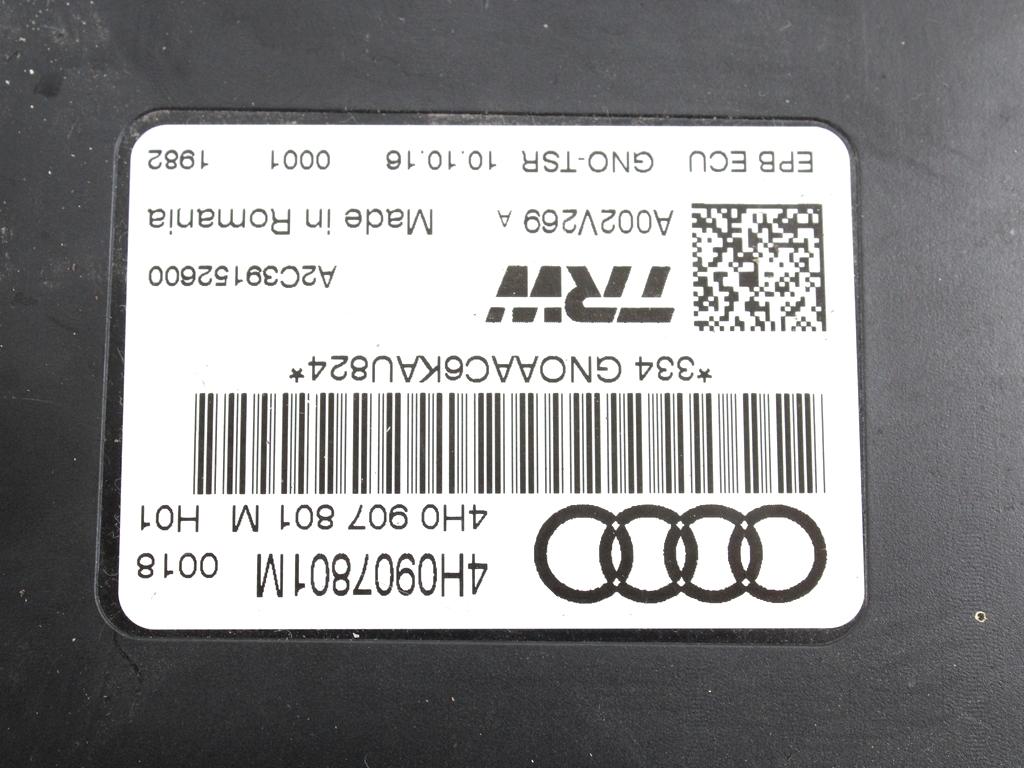 4H0907801M 0018
4H0 907 801 M H01
*334 GNOAAC6KAU824*
TRW A2C39152600
A002V269 A Made in Romania
EPB ECU GNO-TSR 10.10.16 0001 1982